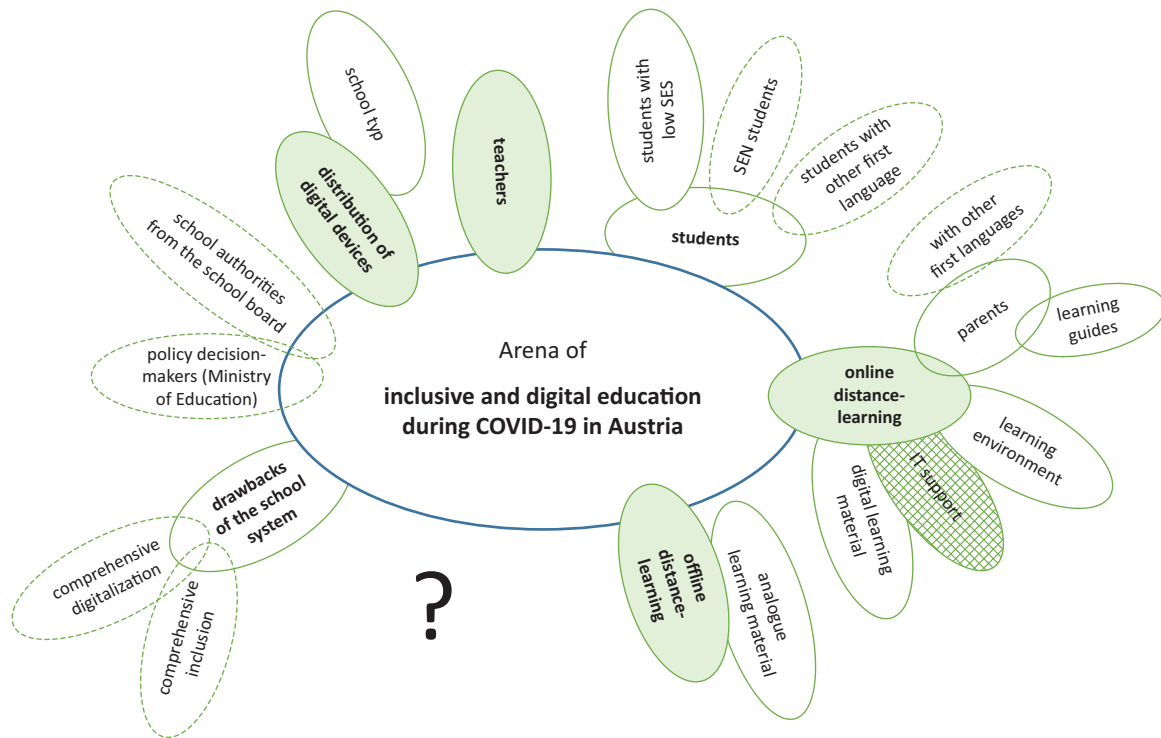 school typ
distribution of
digital devices
teachers
students with
low SES
SEN students
students with
other first
language
students
with other
first languages
parents
learning
guides
school authorities
from the school board
policy decision-
makers (Ministry
of Education)
Arena of
inclusive and digital education
during COVID-19 in Austria
online
distance-
learning
learning
environment
IT support
digital learning
material
drawbacks
of the school
system
comprehensive
digitalization
comprehensive
inclusion
?
offline
distance-
learning
analogue
learning material